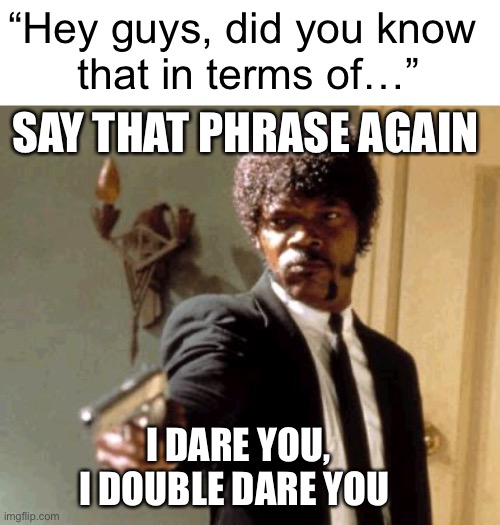 “Hey guys, did you know
that in terms of…”
SAY THAT PHRASE AGAIN
I DARE YOU,
I DOUBLE DARE YOU
imgflip.com